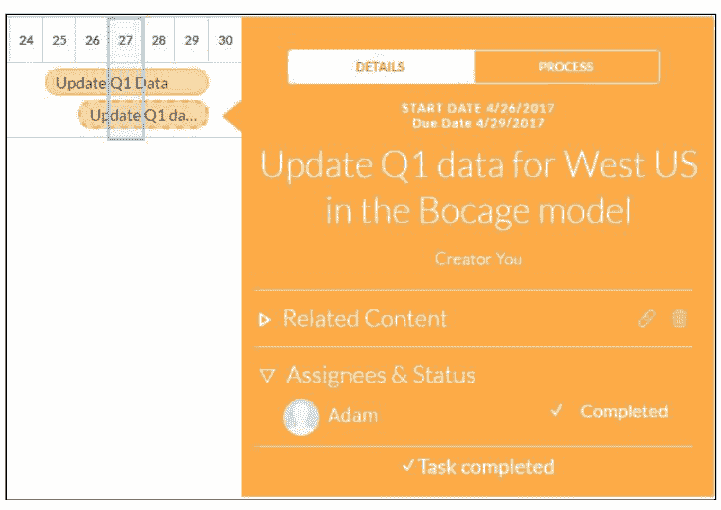 24 25 26 27 28 29 30
Update Q1 Data
Update Q1 da...
DETAILS PROCESS
START DATE 4/26/2017
Due Date 4/29/2017
Update Q1 data for West US
in the Bocage model
Creator You
Related Content
Assignees & Status
Adam ✓ Completed
✓Task completed